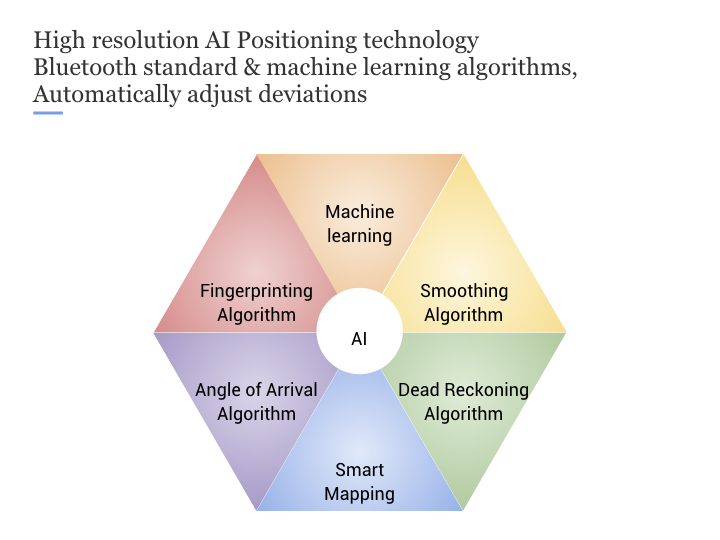 High resolution AI Positioning technology
Bluetooth standard & machine learning algorithms,
Automatically adjust deviations
Machine
learning
Fingerprinting
Algorithm
Smoothing
Algorithm
AI
Angle of Arrival
Algorithm
Dead Reckoning
Algorithm
Smart
Mapping